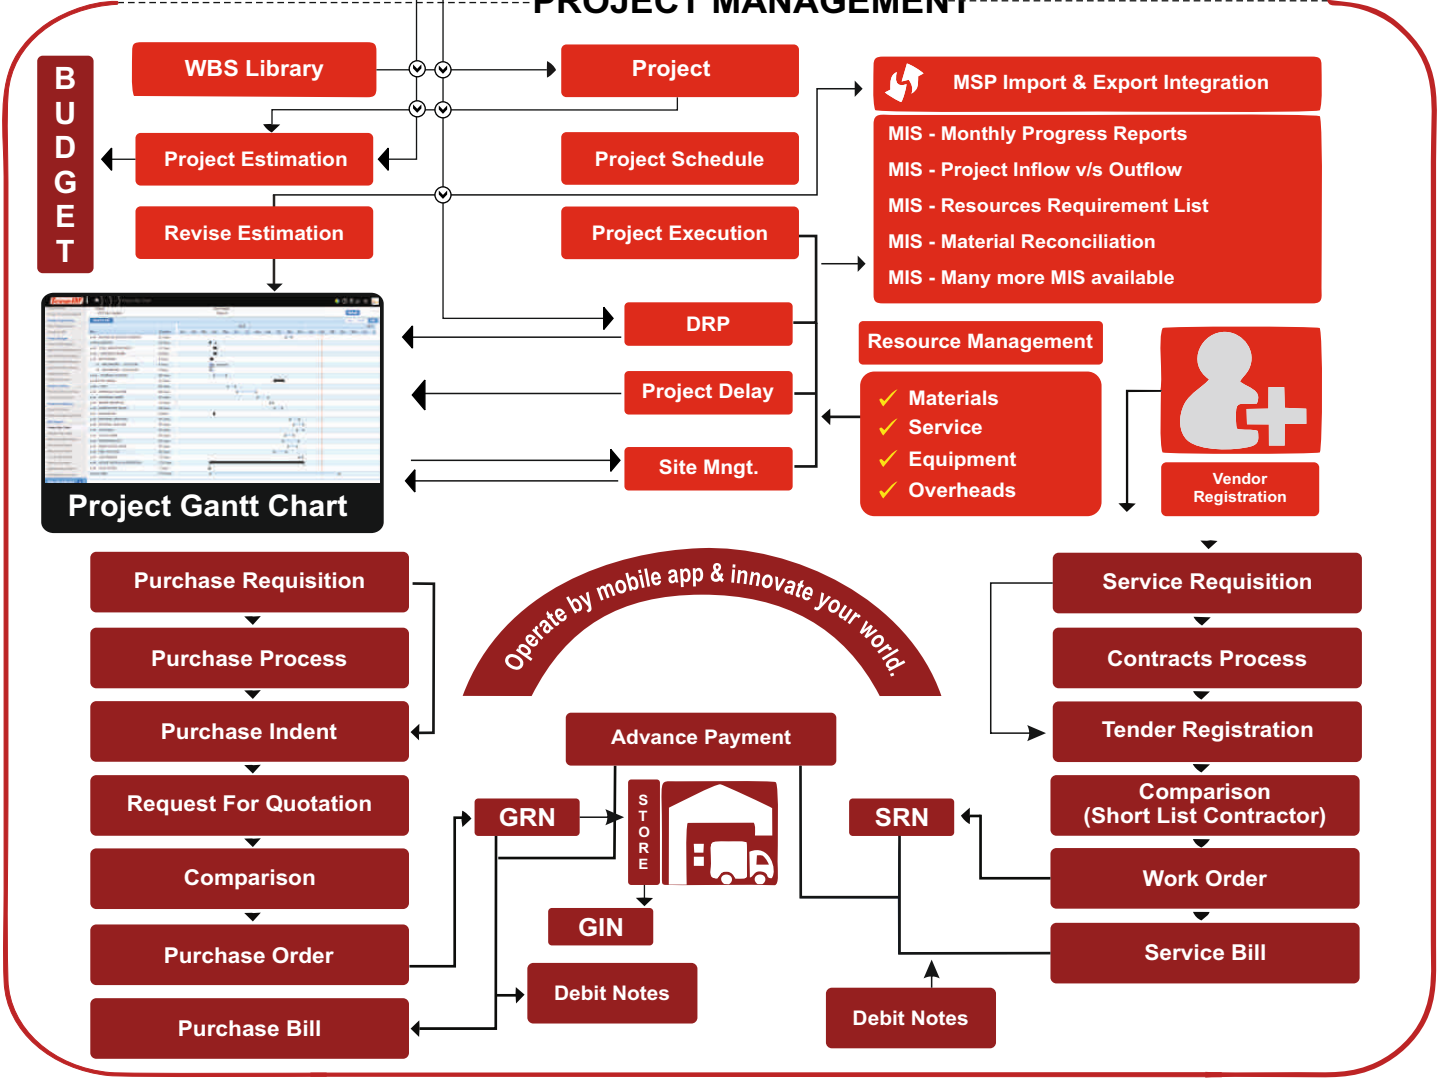 PROJECT MANAGEMENT
BUDGET
WBS Library
Project
MSP Import & Export Integration
MIS - Monthly Progress Reports
MIS - Project Inflow v/s Outflow
MIS - Resources Requirement List
MIS - Material Reconciliation
MIS - Many more MIS available
Project Estimation
Project Schedule
Revise Estimation
Project Execution
DRP
Project Delay
Site Mngt.
Resource Management
Materials
Service
Equipment
Overheads
Vendor
Registration
Project Gantt Chart
Purchase Requisition
Purchase Process
Purchase Indent
Request For Quotation
Comparison
Purchase Order
Purchase Bill
Operate by mobile app & innovate your world.
Advance Payment
GRN
STORE
GIN
Debit Notes
SRN
Debit Notes
Service Requisition
Contracts Process
Tender Registration
Comparison
(Short List Contractor)
Work Order
Service Bill